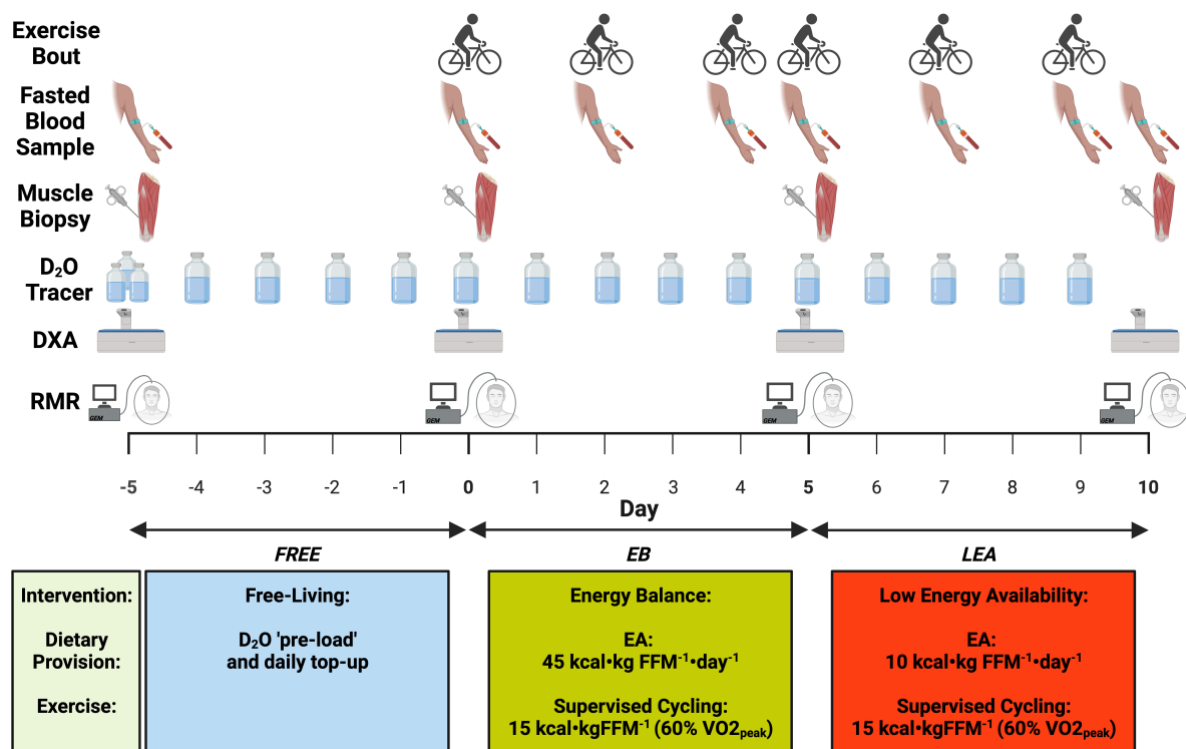 Exercise
Bout
Fasted
Blood
Sample
Muscle
Biopsy
D₂O
Tracer
DXA
RMR
GEM
GEM
GEM
GEM
-5 -4 -3 -2 -1 0 1 2 3 4 5 6 7 8 9 10
Day
FREE EB LEA
Intervention:
Dietary
Provision:
Exercise:
Free-Living:
D₂O 'pre-load'
and daily top-up
Energy Balance:
EA:
45 kcal•kg FFM⁻¹•day⁻¹
Supervised Cycling:
15 kcal•kgFFM⁻¹ (60% VO2peak)
Low Energy Availability:
EA:
10 kcal•kg FFM⁻¹•day⁻¹
Supervised Cycling:
15 kcal•kgFFM⁻¹ (60% VO2peak)